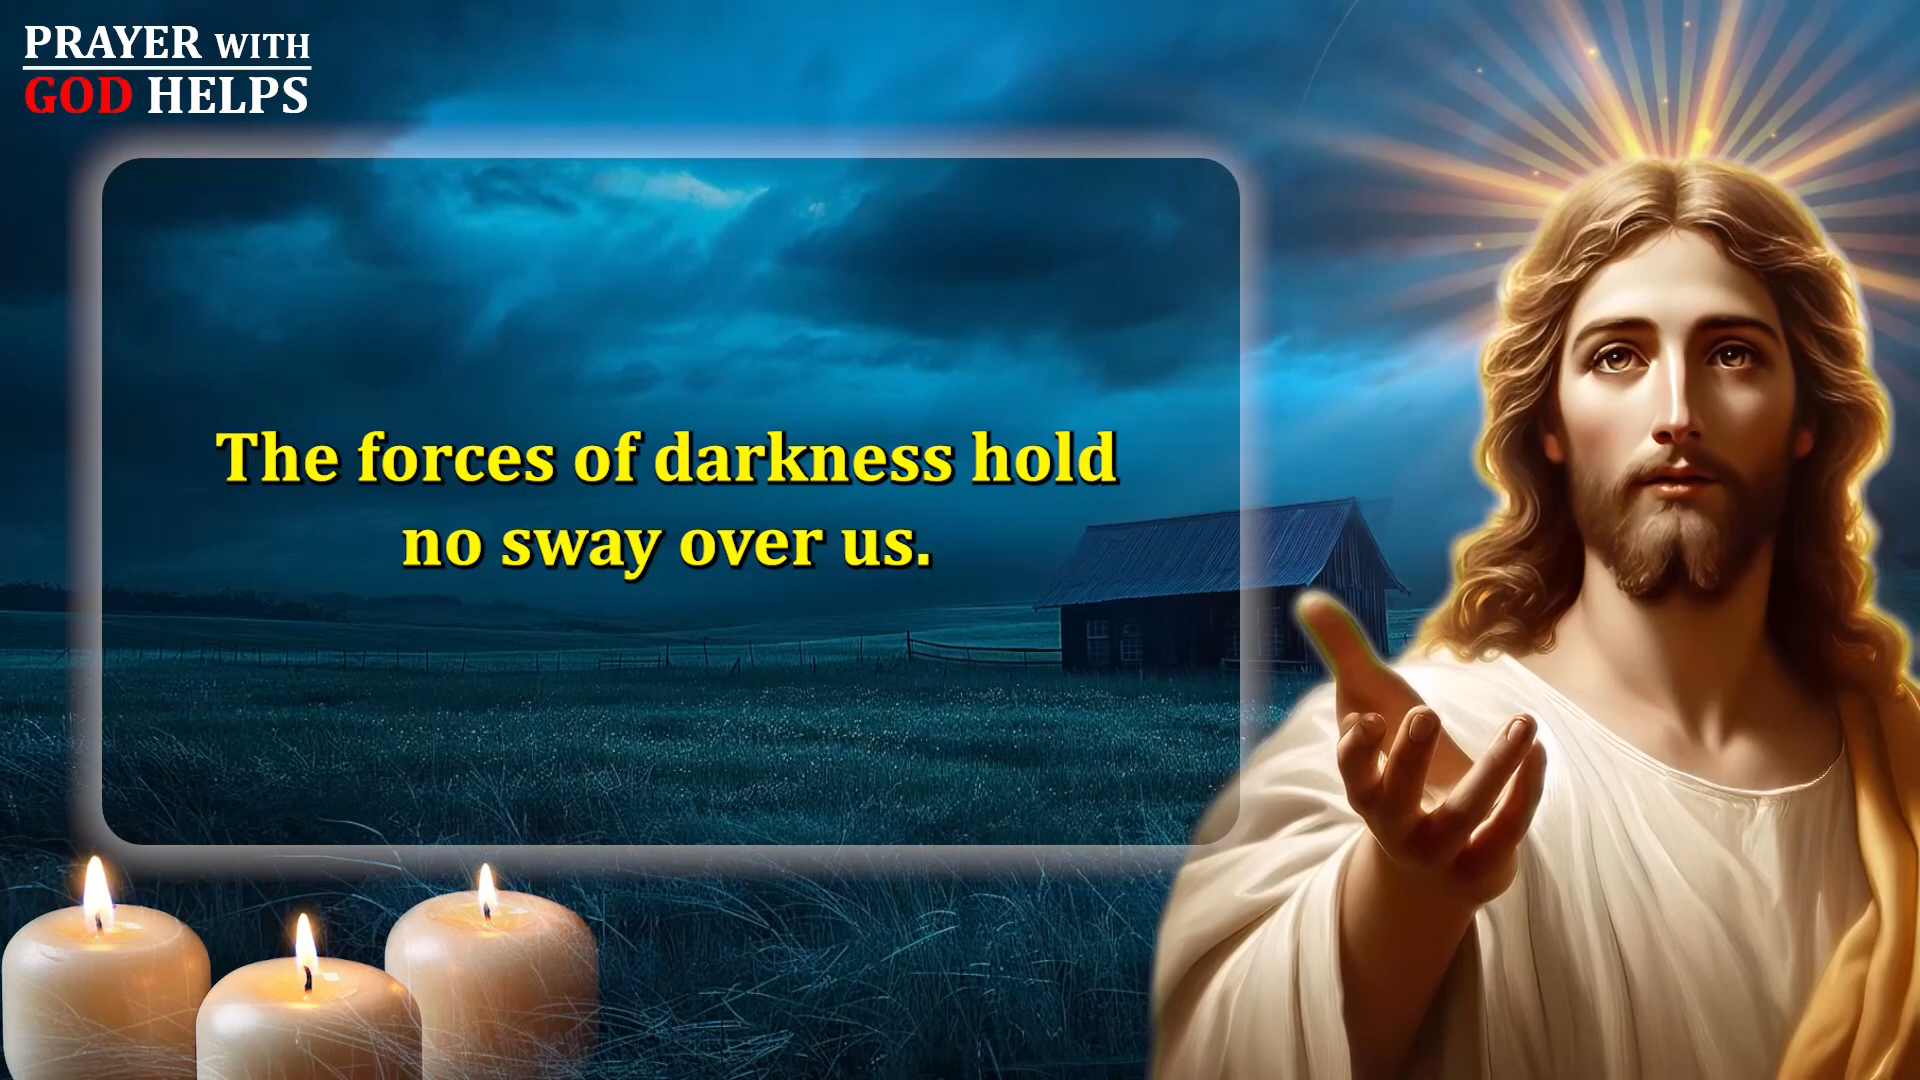 PRAYER WITH
GOD HELPS
The forces of darkness hold
no sway over us.